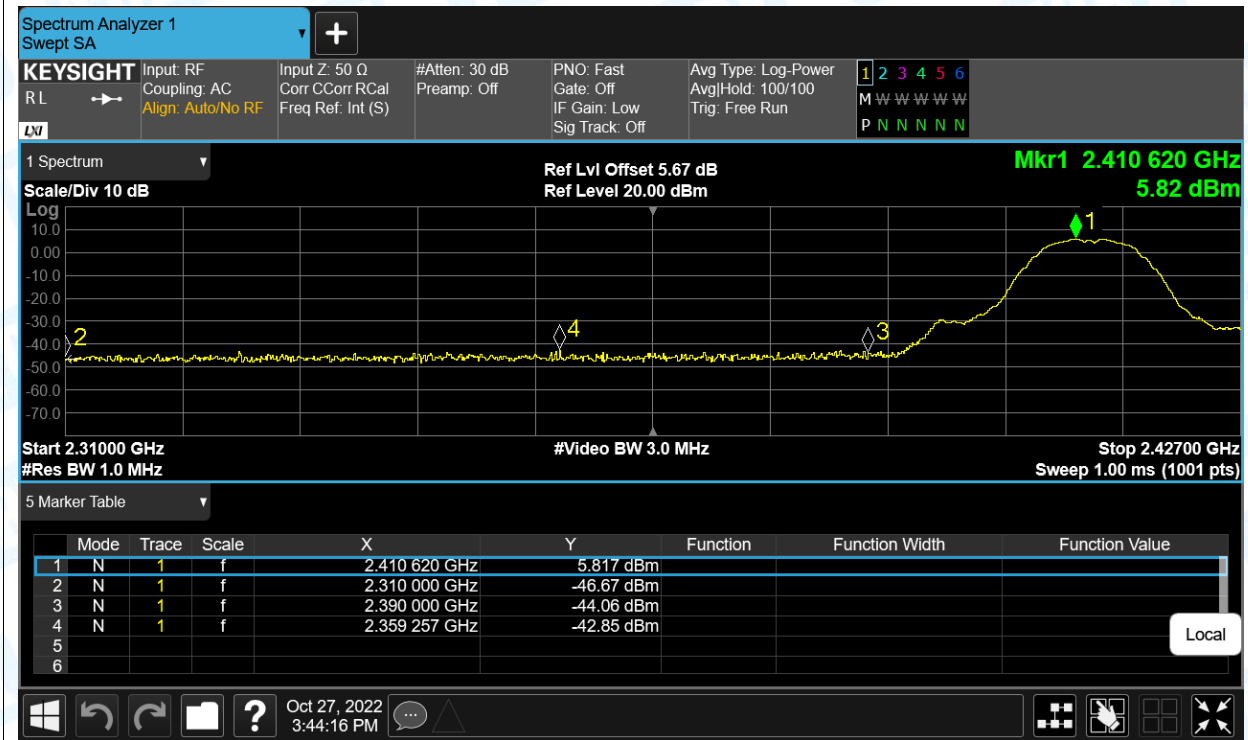 Spectrum Analyzer 1
Swept SA
+
KEYSIGHT
R L
LXI
Input: RF
Coupling: AC
Align: Auto/No RF
Input Z: 50 Ω
Corr CCorr RCal
Freq Ref: Int (S)
#Atten: 30 dB
Preamp: Off
PNO: Fast
Gate: Off
IF Gain: Low
Sig Track: Off
Avg Type: Log-Power
Avg|Hold: 100/100
Trig: Free Run
1 2 3 4 5 6
M W W W W W
P N N N N N
1 Spectrum
Scale/Div 10 dB
Ref Lvl Offset 5.67 dB
Ref Level 20.00 dBm
Mkr1 2.410 620 GHz
5.82 dBm
Log
10.0
0.00
-10.0
-20.0
-30.0
-40.0
-50.0
-60.0
-70.0
1
2
4
3
Start 2.31000 GHz
#Res BW 1.0 MHz
#Video BW 3.0 MHz
Stop 2.42700 GHz
Sweep 1.00 ms (1001 pts)
5 Marker Table
Mode Trace Scale X Y Function Function Width Function Value
1 N 1 f 2.410 620 GHz 5.817 dBm
2 N 1 f 2.310 000 GHz -46.67 dBm
3 N 1 f 2.390 000 GHz -44.06 dBm
4 N 1 f 2.359 257 GHz -42.85 dBm
5
6
Local
?
Oct 27, 2022
3:44:16 PM